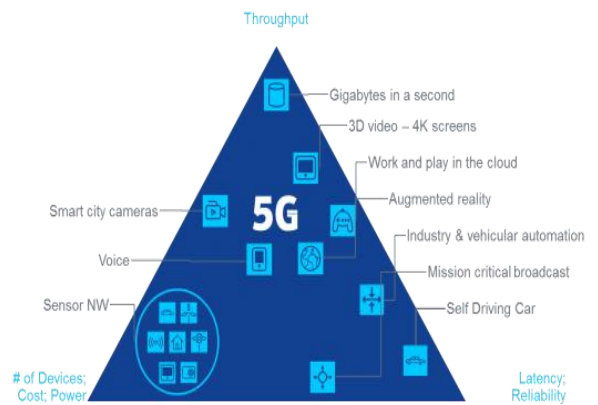 Throughput
Gigabytes in a second
3D video – 4K screens
Work and play in the cloud
Augmented reality
Smart city cameras
5G
Industry & vehicular automation
Voice
Mission critical broadcast
Sensor NW
Self Driving Car
# of Devices;
Cost; Power
Latency;
Reliability